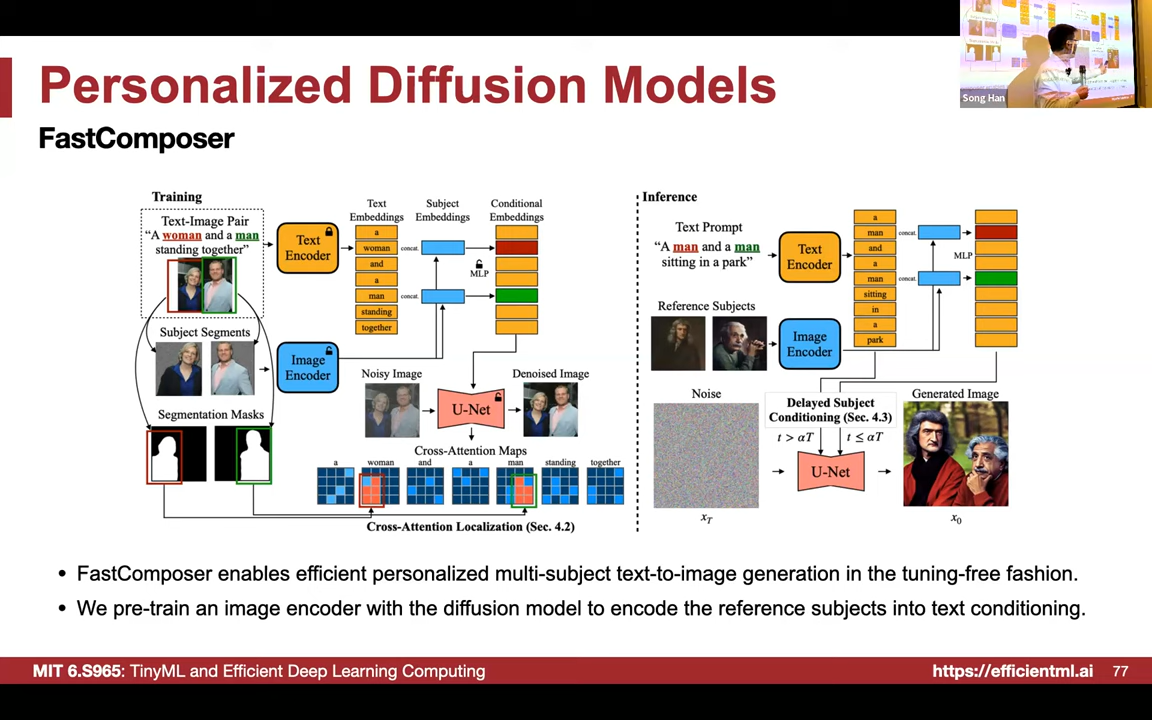 Song Han
Personalized Diffusion Models
FastComposer
Training
Text-Image Pair
“A woman and a man
standing together”
Text
Encoder
Text
Embeddings
Subject
Embeddings
Conditional
Embeddings
a
woman
and
a
man
standing
together
concat.
concat.
MLP
Subject Segments
Image
Encoder
Segmentation Masks
Noisy Image
U-Net
Denoised Image
Cross-Attention Maps
a woman and a man standing together
Cross-Attention Localization (Sec. 4.2)
Inference
Text Prompt
“A man and a man
sitting in a park”
Text
Encoder
a
man
and
a
man
sitting
in
a
park
concat.
concat.
MLP
Reference Subjects
Image
Encoder
Noise
Delayed Subject
Conditioning (Sec. 4.3)
t > αT t ≤ αT
U-Net
Generated Image
xT
x0
• FastComposer enables efficient personalized multi-subject text-to-image generation in the tuning-free fashion.
• We pre-train an image encoder with the diffusion model to encode the reference subjects into text conditioning.
MIT 6.S965: TinyML and Efficient Deep Learning Computing
https://efficientml.ai
77